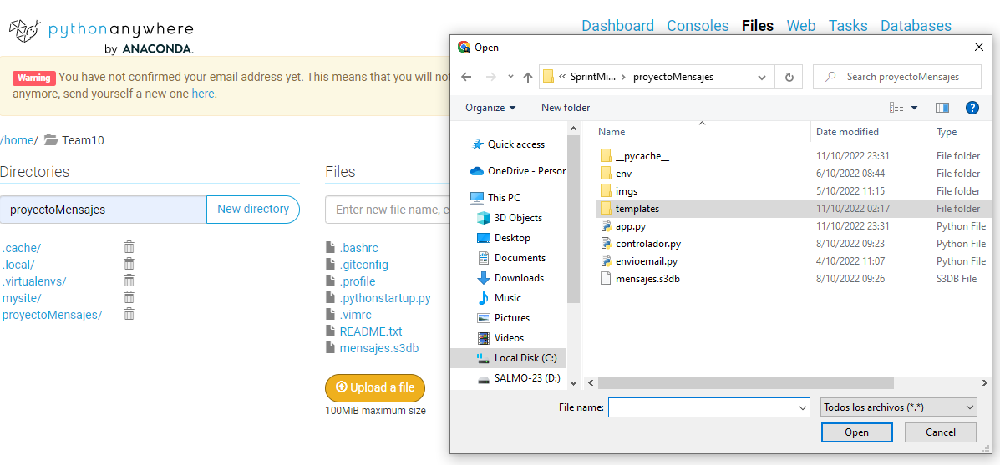 pythonanywhere
by ANACONDA.
Dashboard Consoles Files Web Tasks Databases
Warning You have not confirmed your email address yet. This means that you will not
anymore, send yourself a new one here.
/home/ Team10
Directories
proyectoMensajes New directory
.cache/
.local/
.virtualenvs/
mysite/
proyectoMensajes/
Files
Enter new file name, e
.bashrc
.gitconfig
.profile
.pythonstartup.py
.vimrc
README.txt
mensajes.s3db
Upload a file
100MiB maximum size
Open
« SprintMi... › proyectoMensajes
Search proyectoMensajes
Organize New folder
Quick access
OneDrive - Person
This PC
3D Objects
Desktop
Documents
Downloads
Music
Pictures
Videos
Local Disk (C:)
SALMO-23 (D:)
Name Date modified Type
__pycache__ 11/10/2022 23:31 File folder
env 6/10/2022 08:44 File folder
imgs 5/10/2022 11:15 File folder
templates 11/10/2022 02:17 File folder
app.py 11/10/2022 23:31 Python File
controlador.py 8/10/2022 09:23 Python File
envioemail.py 4/10/2022 11:07 Python File
mensajes.s3db 8/10/2022 09:26 S3DB File
File name: Todos los archivos (*.*)
Open Cancel